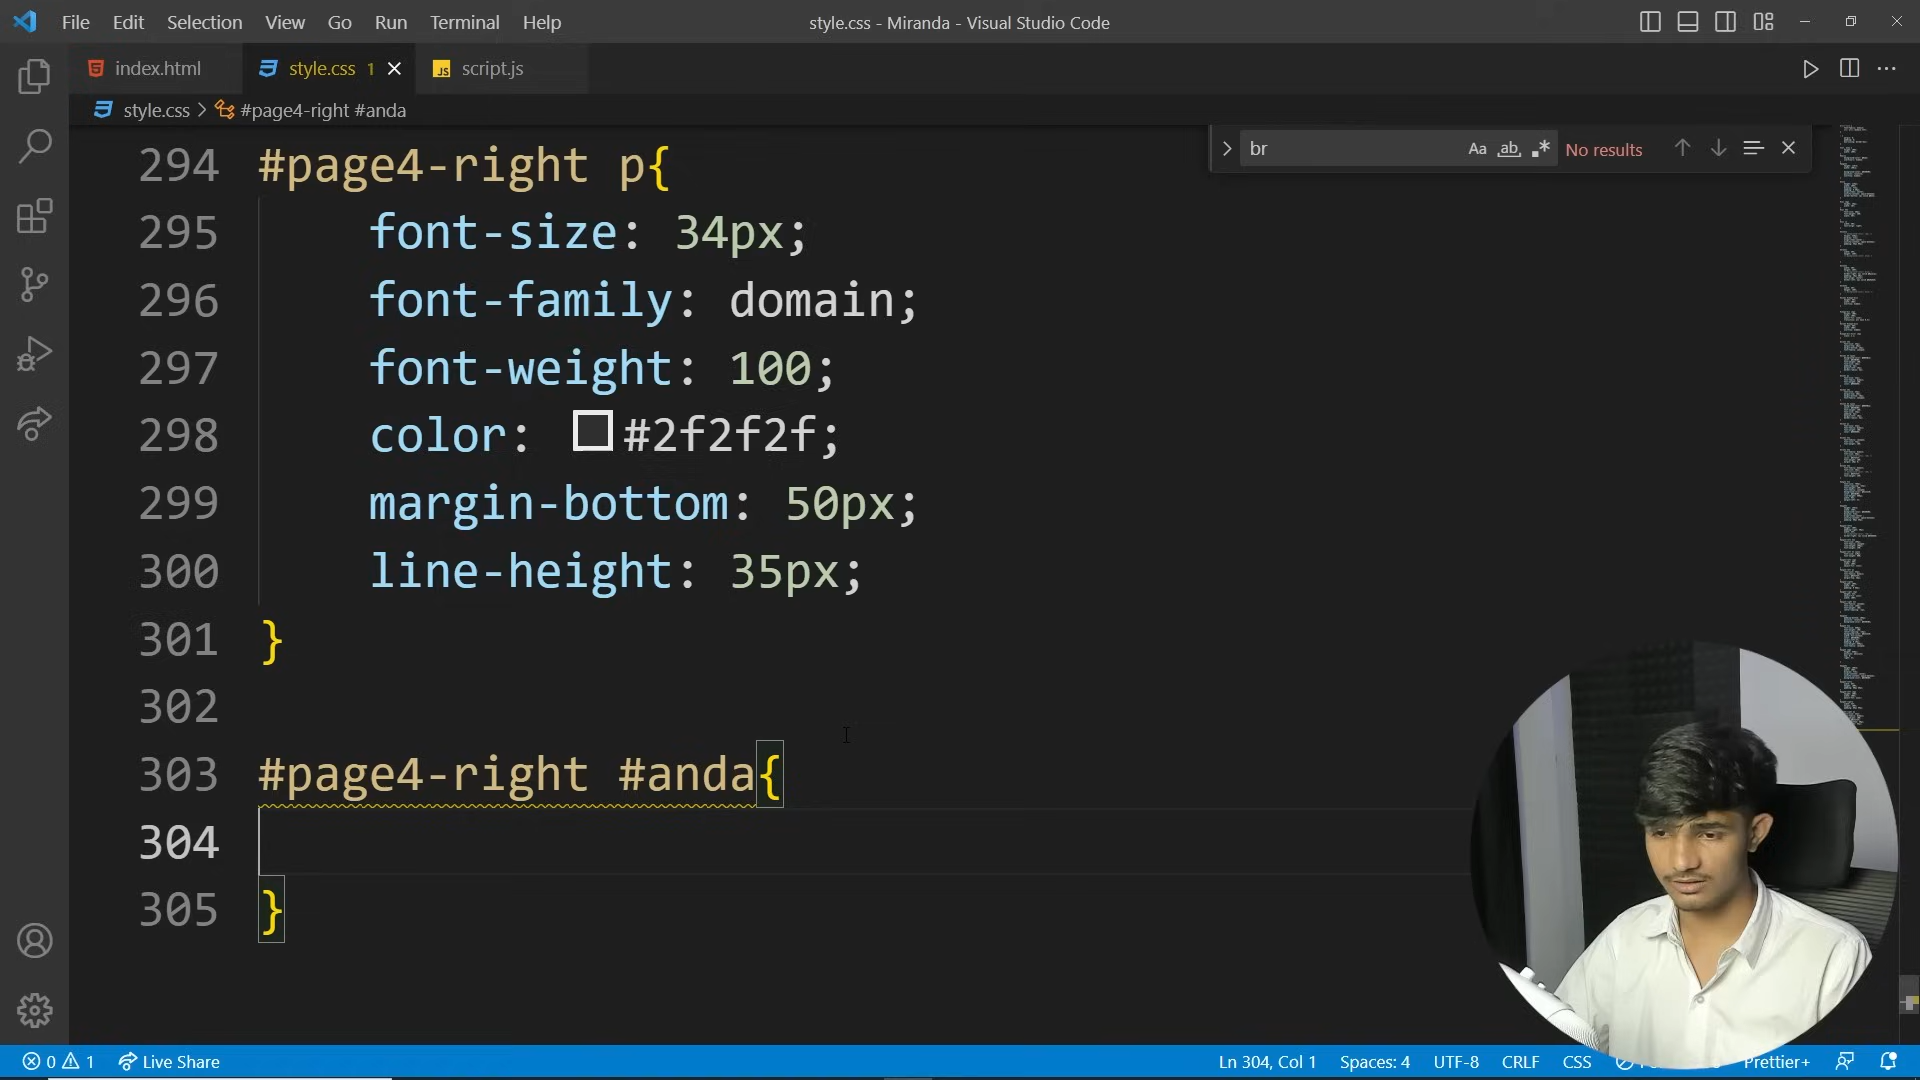 File Edit Selection View Go Run Terminal Help
style.css - Miranda - Visual Studio Code
index.html
style.css 1
JS script.js
style.css > #page4-right #anda
br
Aa ab .*
No results
294 #page4-right p{
295 font-size: 34px;
296 font-family: domain;
297 font-weight: 100;
298 color: #2f2f2f;
299 margin-bottom: 50px;
300 line-height: 35px;
301 }
302
303 #page4-right #anda{
304
305 }
0 1 Live Share
Ln 304, Col 1 Spaces: 4 UTF-8 CRLF CSS
Prettier+